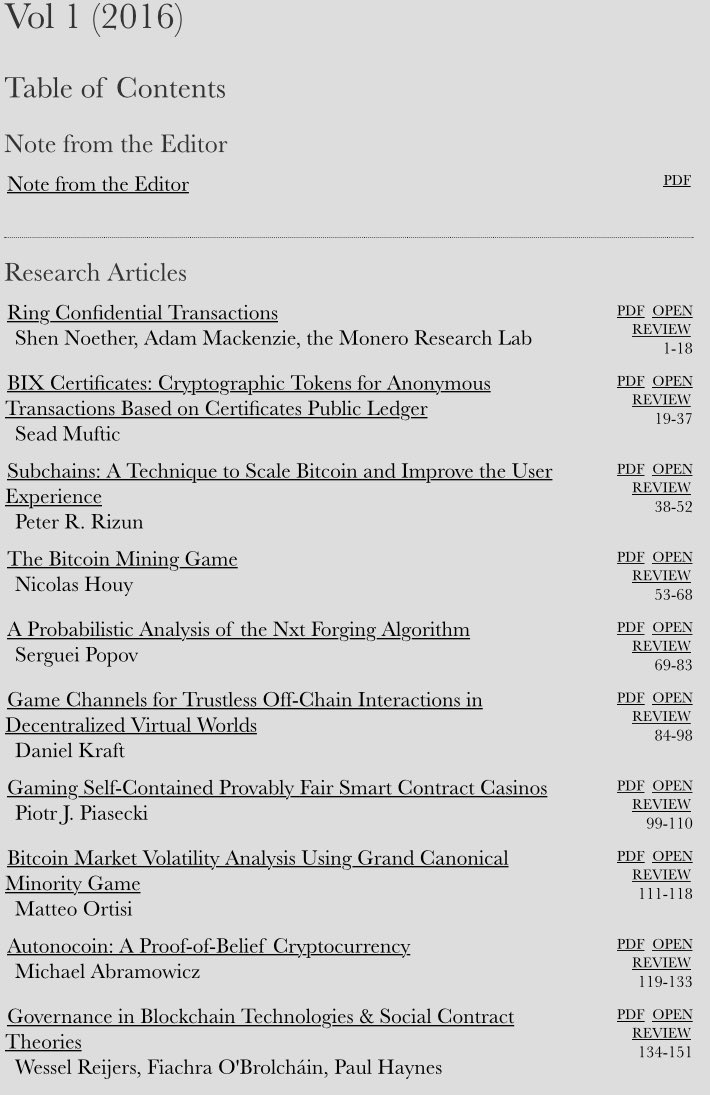 Vol 1 (2016)
Table of Contents
Note from the Editor
Note from the Editor PDF
Research Articles
Ring Confidential Transactions PDF OPEN
Shen Noether, Adam Mackenzie, the Monero Research Lab REVIEW
1-18
BIX Certificates: Cryptographic Tokens for Anonymous PDF OPEN
Transactions Based on Certificates Public Ledger REVIEW
Sead Muftic 19-37
Subchains: A Technique to Scale Bitcoin and Improve the User PDF OPEN
Experience REVIEW
Peter R. Rizun 38-52
The Bitcoin Mining Game PDF OPEN
Nicolas Houy REVIEW
53-68
A Probabilistic Analysis of the Nxt Forging Algorithm PDF OPEN
Serguei Popov REVIEW
69-83
Game Channels for Trustless Off-Chain Interactions in PDF OPEN
Decentralized Virtual Worlds REVIEW
Daniel Kraft 84-98
Gaming Self-Contained Provably Fair Smart Contract Casinos PDF OPEN
Piotr J. Piasecki REVIEW
99-110
Bitcoin Market Volatility Analysis Using Grand Canonical PDF OPEN
Minority Game REVIEW
Matteo Ortisi 111-118
Autonocoin: A Proof-of-Belief Cryptocurrency PDF OPEN
Michael Abramowicz REVIEW
119-133
Governance in Blockchain Technologies & Social Contract PDF OPEN
Theories REVIEW
Wessel Reijers, Fiachra O'Brolcháin, Paul Haynes 134-151